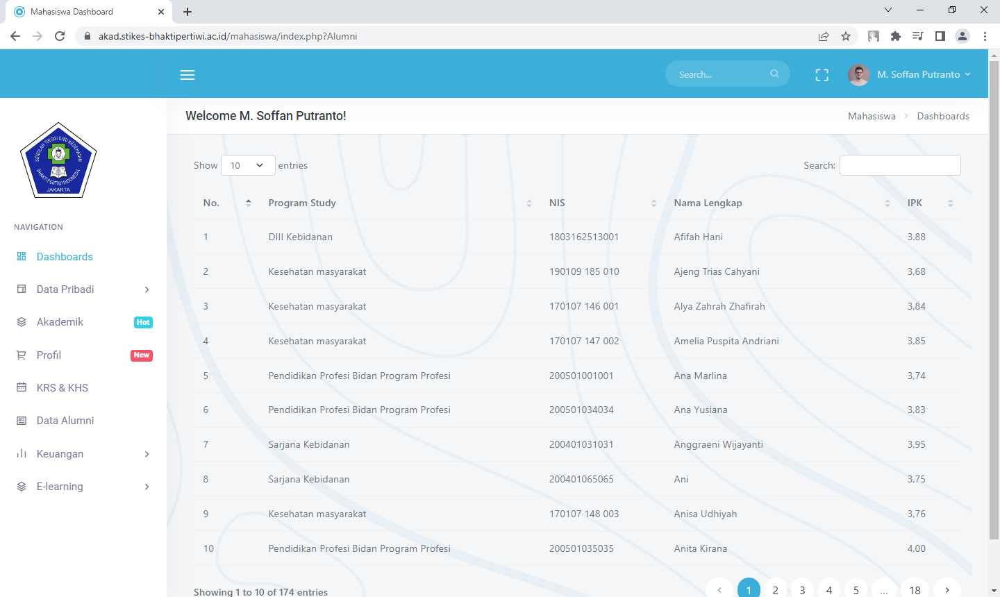 Mahasiswa Dashboard
akad.stikes-bhaktipertiwi.ac.id/mahasiswa/index.php?Alumni
Search...
M. Soffan Putranto
Welcome M. Soffan Putranto!
Mahasiswa > Dashboards
SEKOLAH TINGGI ILMU KESEHATAN
BHAKTI PERTIWI INDONESIA
JAKARTA
NAVIGATION
Dashboards
Data Pribadi
Akademik Hot
Profil New
KRS & KHS
Data Alumni
Keuangan
E-learning
Show 10 entries
Search:
No. Program Study NIS Nama Lengkap IPK
1 DIII Kebidanan 1803162513001 Afifah Hani 3.88
2 Kesehatan masyarakat 190109 185 010 Ajeng Trias Cahyani 3,68
3 Kesehatan masyarakat 170107 146 001 Alya Zahrah Zhafirah 3,84
4 Kesehatan masyarakat 170107 147 002 Amelia Puspita Andriani 3,85
5 Pendidikan Profesi Bidan Program Profesi 200501001001 Ana Marlina 3,74
6 Pendidikan Profesi Bidan Program Profesi 200501034034 Ana Yusiana 3,83
7 Sarjana Kebidanan 200401031031 Anggraeni Wijayanti 3,95
8 Sarjana Kebidanan 200401065065 Ani 3,75
9 Kesehatan masyarakat 170107 148 003 Anisa Udhiyah 3,76
10 Pendidikan Profesi Bidan Program Profesi 200501035035 Anita Kirana 4,00
Showing 1 to 10 of 174 entries
‹ 1 2 3 4 5 ... 18 ›